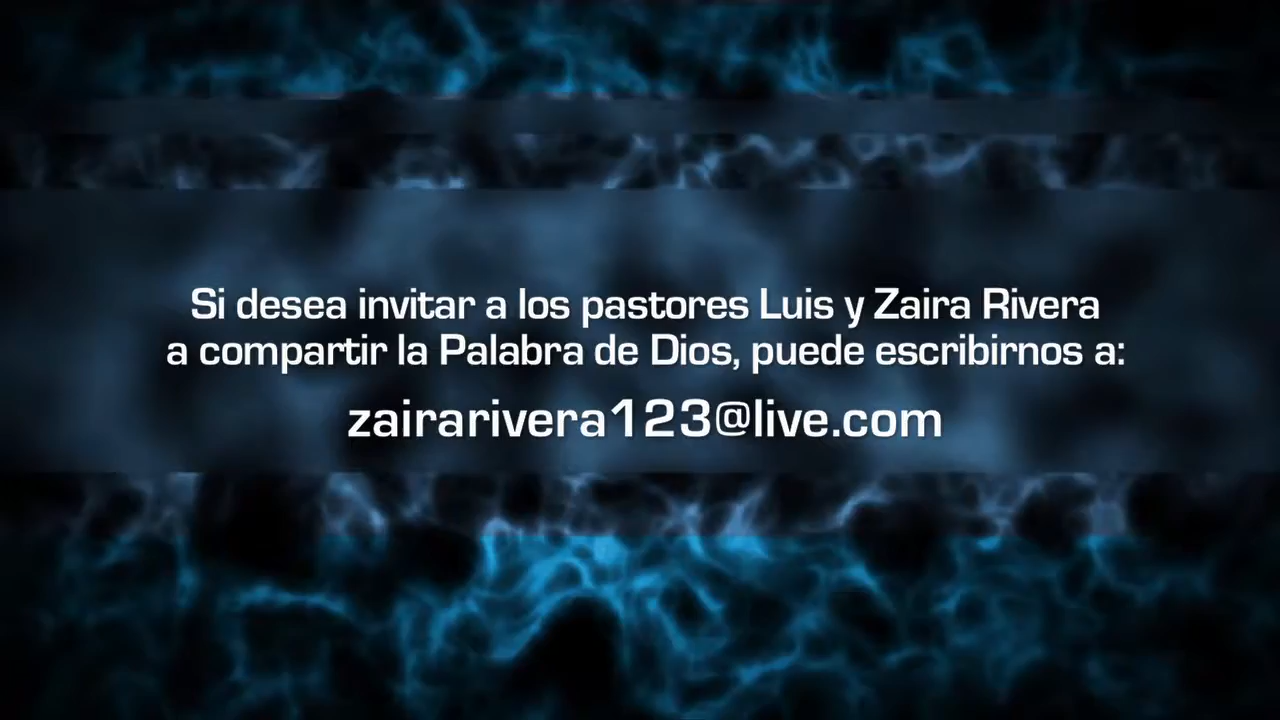 Si desea invitar a los pastores Luis y Zaira Rivera
a compartir la Palabra de Dios, puede escribirnos a:
zairarivera123@live.com